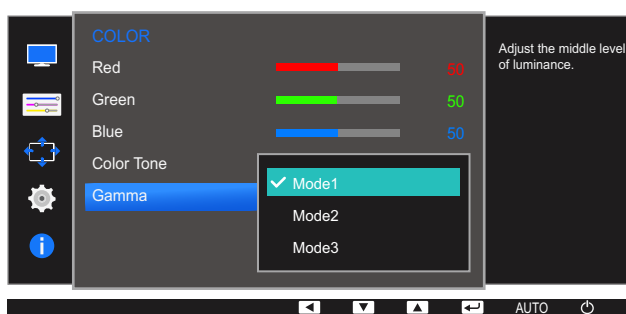 COLOR
Red 50
Green 50
Blue 50
Color Tone
Gamma
Mode1
Mode2
Mode3
Adjust the middle level
of luminance.
AUTO